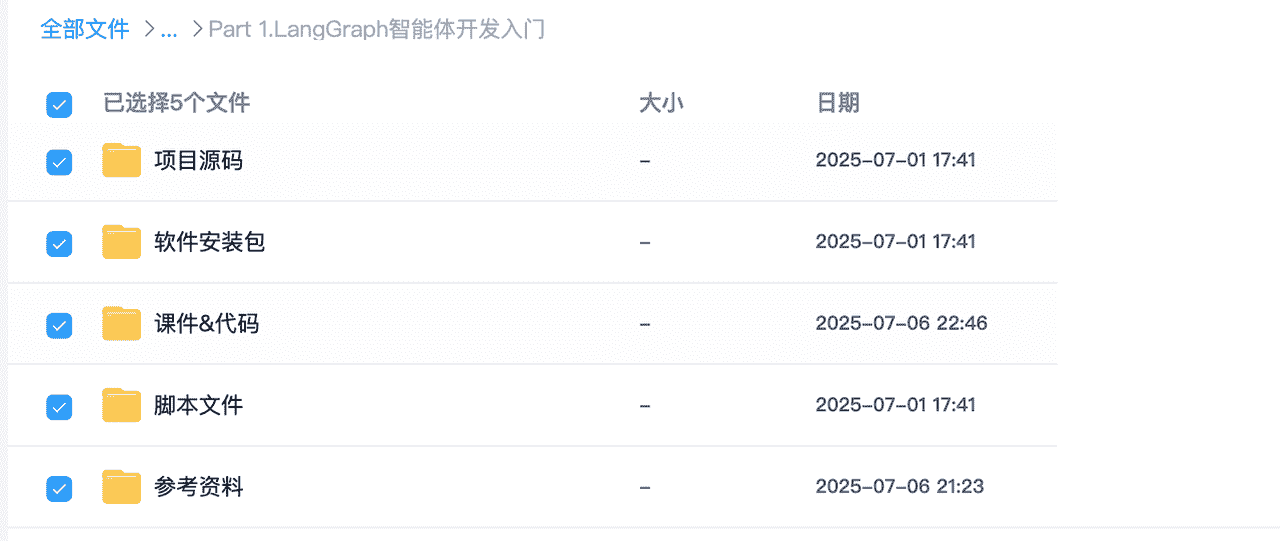 全部文件 > ... > Part 1.LangGraph智能体开发入门
已选择5个文件 大小 日期
项目源码 – 2025-07-01 17:41
软件安装包 – 2025-07-01 17:41
课件&代码 – 2025-07-06 22:46
脚本文件 – 2025-07-01 17:41
参考资料 – 2025-07-06 21:23